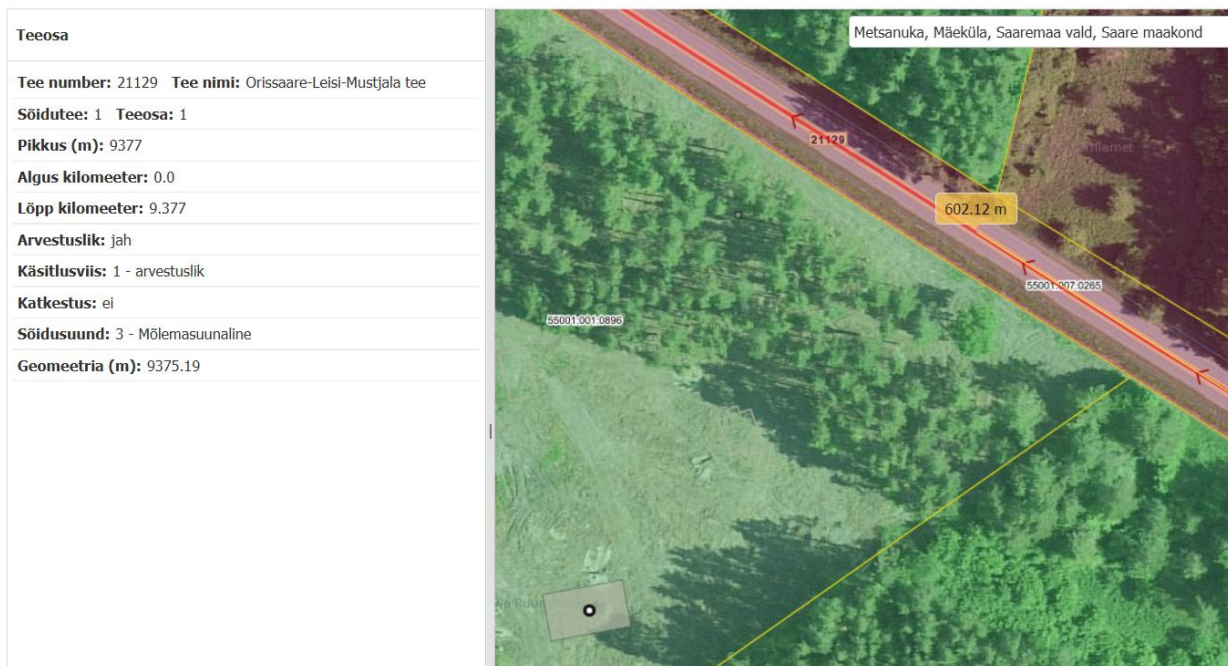 Teeosa
Tee number: 21129 Tee nimi: Orissaare-Leisi-Mustjala tee
Sõidutee: 1 Teeosa: 1
Pikkus (m): 9377
Algus kilomeeter: 0.0
Lõpp kilomeeter: 9.377
Arvestuslik: jah
Käsitlusviis: 1 - arvestuslik
Katkestus: ei
Sõidusuund: 3 - Mõlemasuunaline
Geomeetria (m): 9375.19
Metsanuka, Mäeküla, Saaremaa vald, Saare maakond
21129
602.12 m
55001:007:0265
55001:001:0896